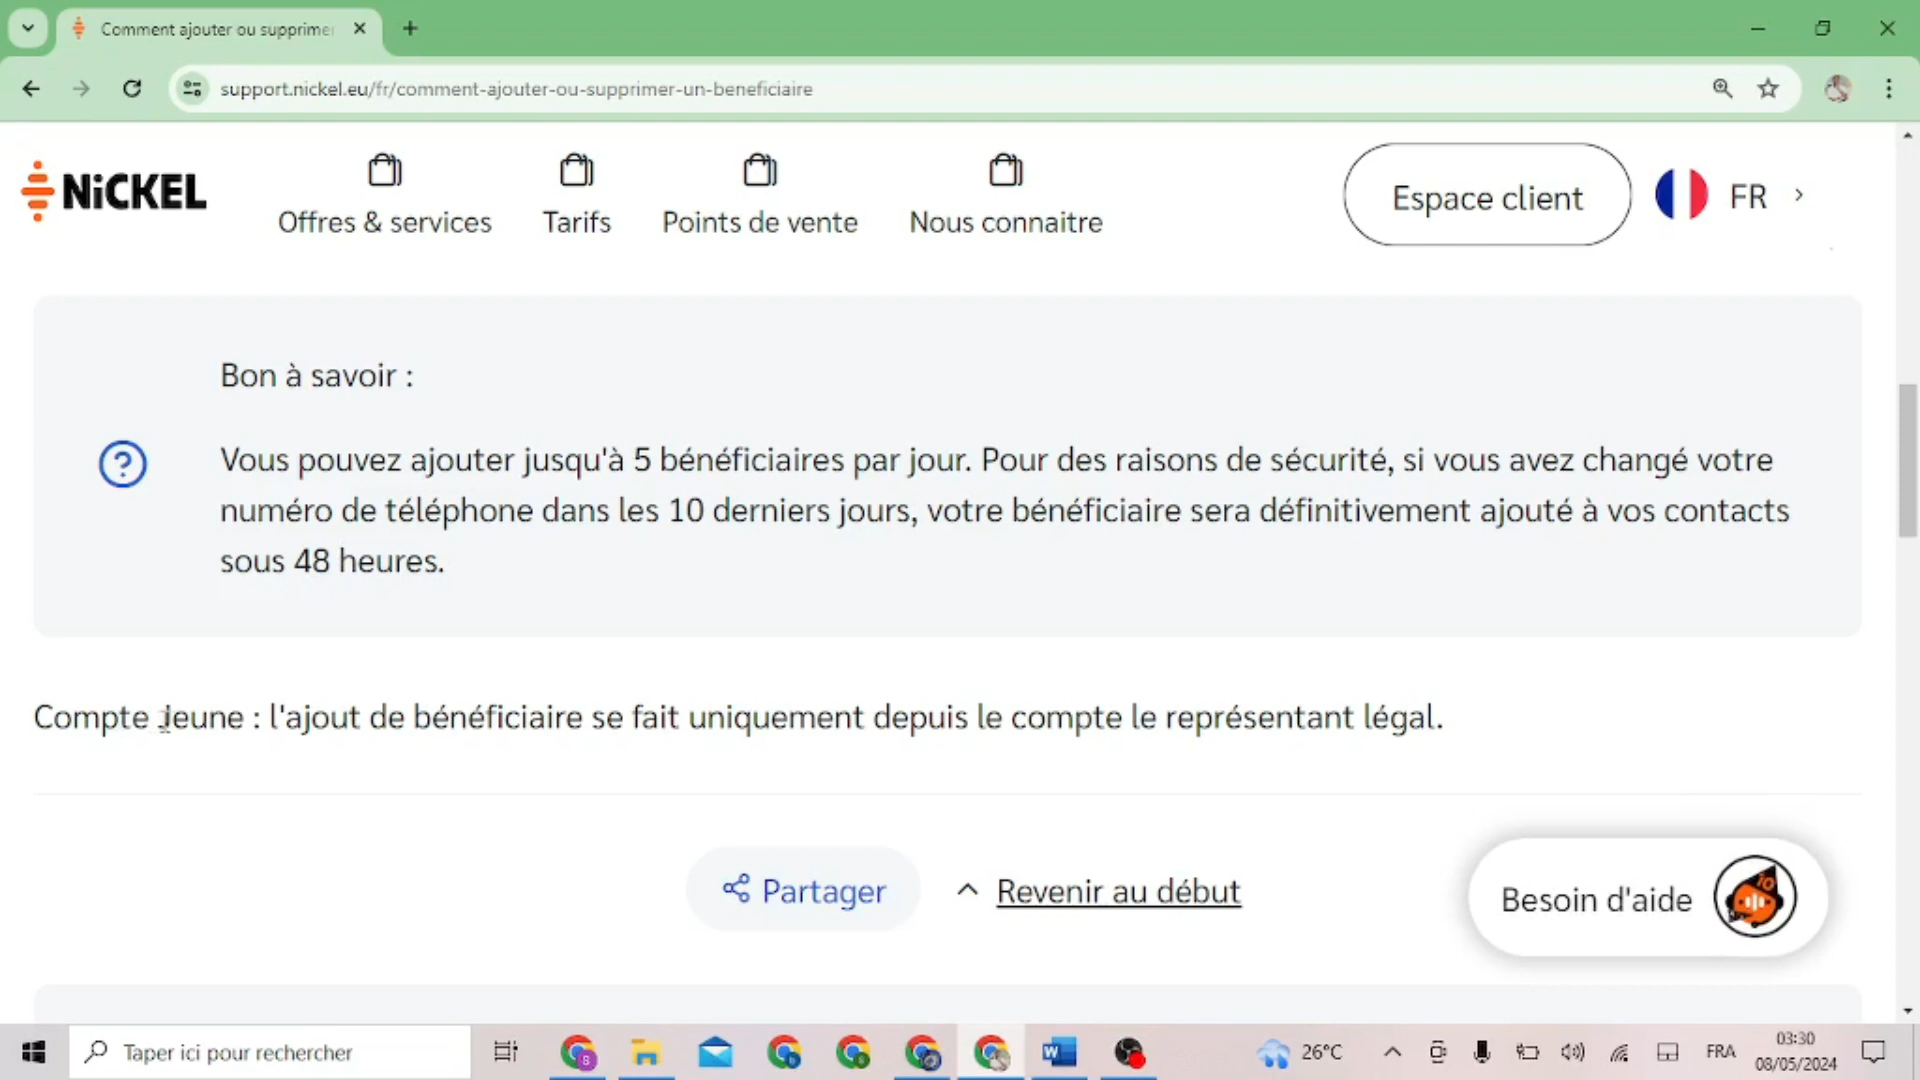 Comment ajouter ou supprime
support.nickel.eu/fr/comment-ajouter-ou-supprimer-un-beneficiaire
NiCKEL
Offres & services
Tarifs
Points de vente
Nous connaitre
Espace client
FR
Bon à savoir :
Vous pouvez ajouter jusqu'à 5 bénéficiaires par jour. Pour des raisons de sécurité, si vous avez changé votre
numéro de téléphone dans les 10 derniers jours, votre bénéficiaire sera définitivement ajouté à vos contacts
sous 48 heures.
Compte Jeune : l'ajout de bénéficiaire se fait uniquement depuis le compte le représentant légal.
Partager
Revenir au début
Besoin d'aide
Taper ici pour rechercher
26°C
FRA
03:30
08/05/2024